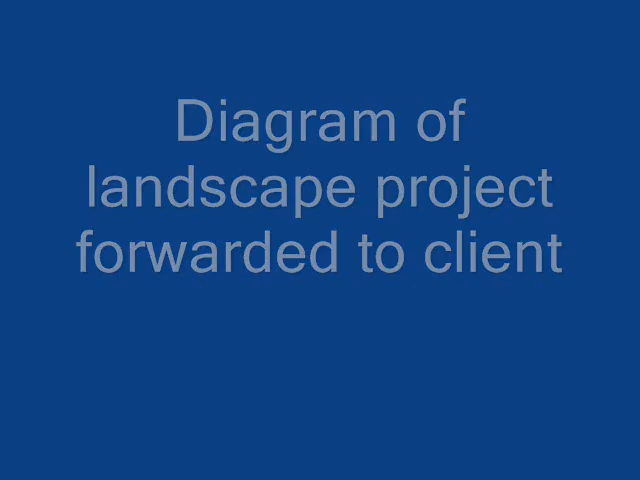 Diagram of
landscape project
forwarded to client